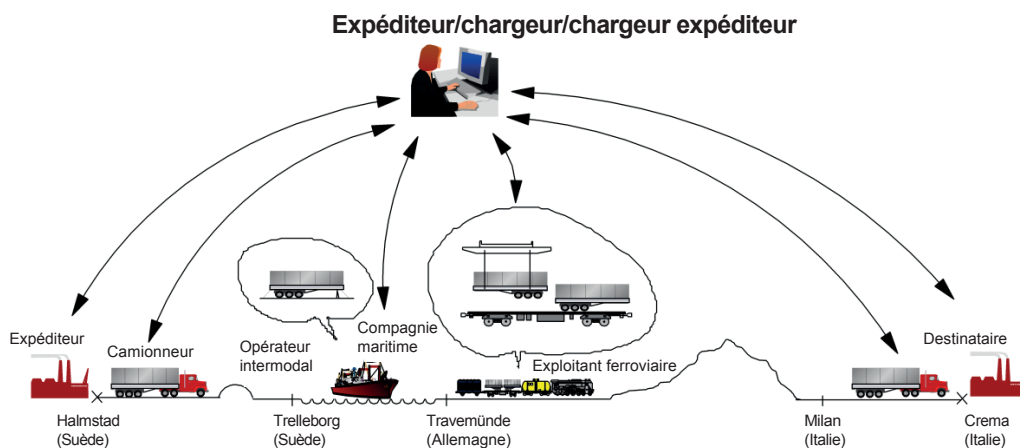 Expéditeur/chargeur/chargeur expéditeur
Expéditeur
Camionneur
Opérateur
intermodal
Compagnie
maritime
Exploitant ferroviaire
Destinataire
Halmstad
(Suède)
Trelleborg
(Suède)
Travemünde
(Allemagne)
Milan
(Italie)
Crema
(Italie)